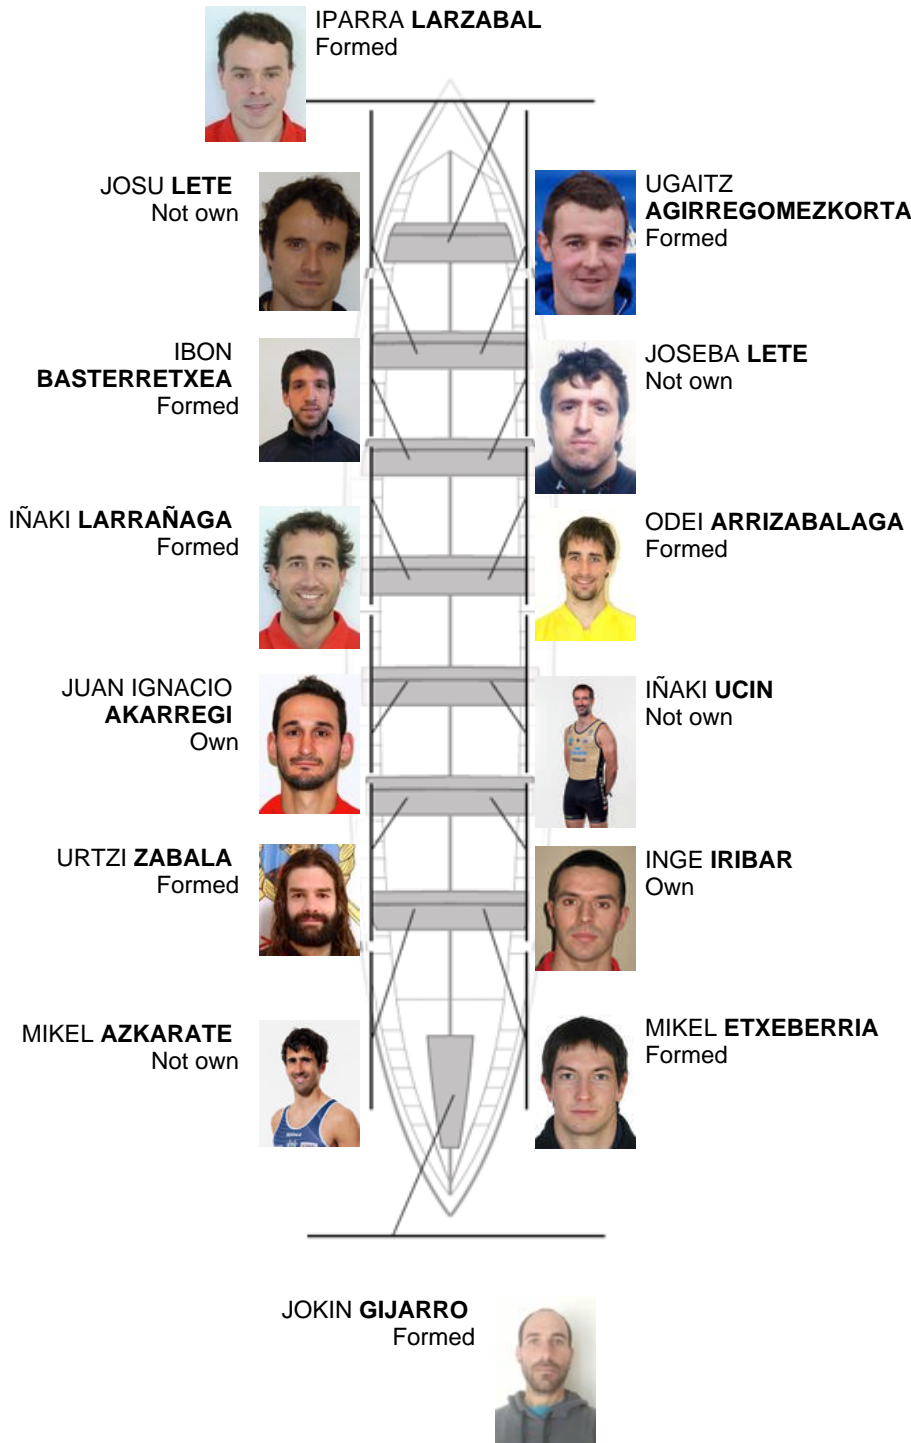 IPARRA LARZABAL
Formed
JOSU LETE
Not own
UGAITZ
AGIRREGOMEZKORTA
Formed
IBON
BASTERRETXEA
Formed
JOSEBA LETE
Not own
IÑAKI LARRAÑAGA
Formed
ODEI ARRIZABALAGA
Formed
JUAN IGNACIO
AKARREGI
Own
IÑAKI UCIN
Not own
URTZI ZABALA
Formed
INGE IRIBAR
Own
MIKEL AZKARATE
Not own
MIKEL ETXEBERRIA
Formed
JOKIN GIJARRO
Formed